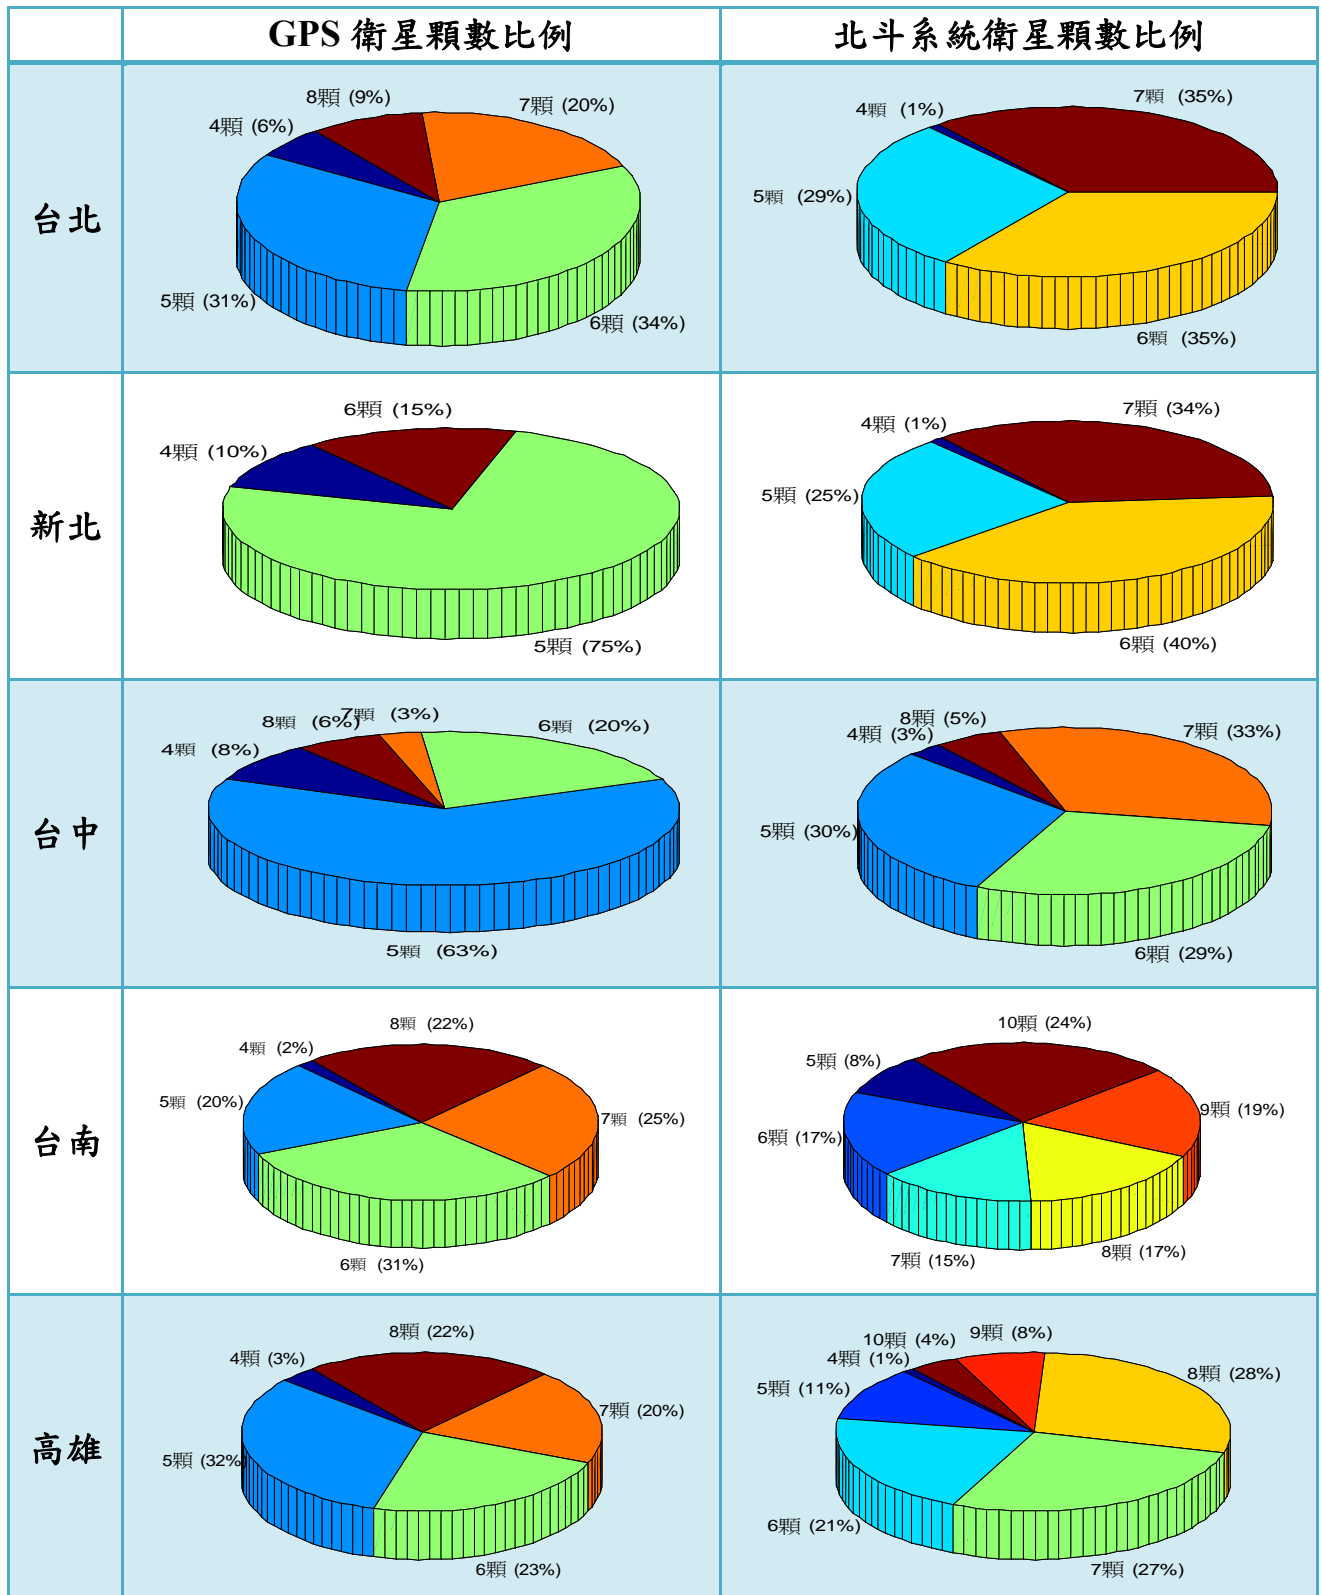 GPS 衛星顆數比例
北斗系統衛星顆數比例
台北
8顆 (9%)
7顆 (20%)
4顆 (6%)
5顆 (31%)
6顆 (34%)
4顆 (1%)
7顆 (35%)
5顆 (29%)
6顆 (35%)
新北
6顆 (15%)
4顆 (10%)
5顆 (75%)
4顆 (1%)
7顆 (34%)
5顆 (25%)
6顆 (40%)
台中
8顆 (6%)
7顆 (3%)
6顆 (20%)
4顆 (8%)
5顆 (63%)
8顆 (5%)
4顆 (3%)
7顆 (33%)
5顆 (30%)
6顆 (29%)
台南
8顆 (22%)
4顆 (2%)
5顆 (20%)
7顆 (25%)
6顆 (31%)
10顆 (24%)
5顆 (8%)
9顆 (19%)
6顆 (17%)
7顆 (15%)
8顆 (17%)
高雄
8顆 (22%)
4顆 (3%)
7顆 (20%)
5顆 (32%)
6顆 (23%)
10顆 (4%)
9顆 (8%)
4顆 (1%)
8顆 (28%)
5顆 (11%)
6顆 (21%)
7顆 (27%)